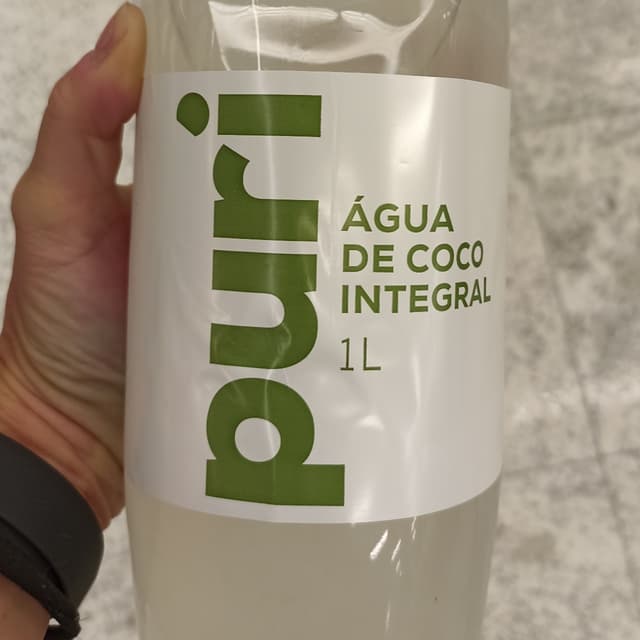 puri
ÁGUA
DE COCO
INTEGRAL
1L